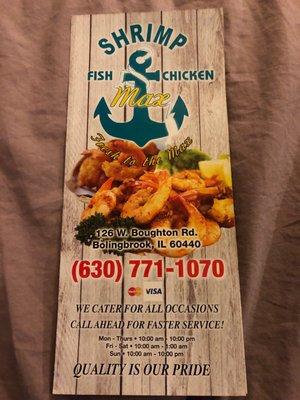 SHRIMP
FISH & CHICKEN
Max
Fresh to the Max
126 W. Boughton Rd.
Bolingbrook, IL 60440
(630) 771-1070
VISA
WE CATER FOR ALL OCCASIONS
CALL AHEAD FOR FASTER SERVICE!
Mon - Thurs • 10:00 am - 10:00 pm
Fri - Sat • 10:00 am - 1:00 am
Sun • 10:00 am - 10:00 pm
QUALITY IS OUR PRIDE